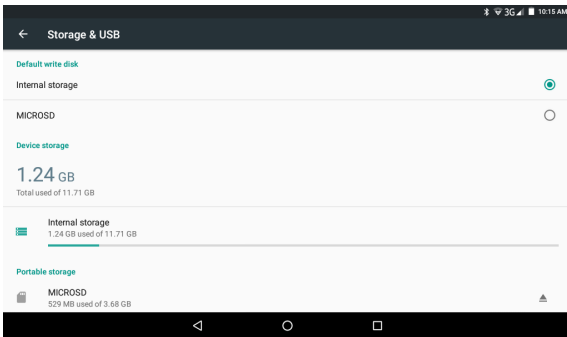 3G 10:15 AM
Storage & USB
Default write disk
Internal storage
MICROSD
Device storage
1.24 GB
Total used of 11.71 GB
Internal storage
1.24 GB used of 11.71 GB
Portable storage
MICROSD
529 MB used of 3.68 GB